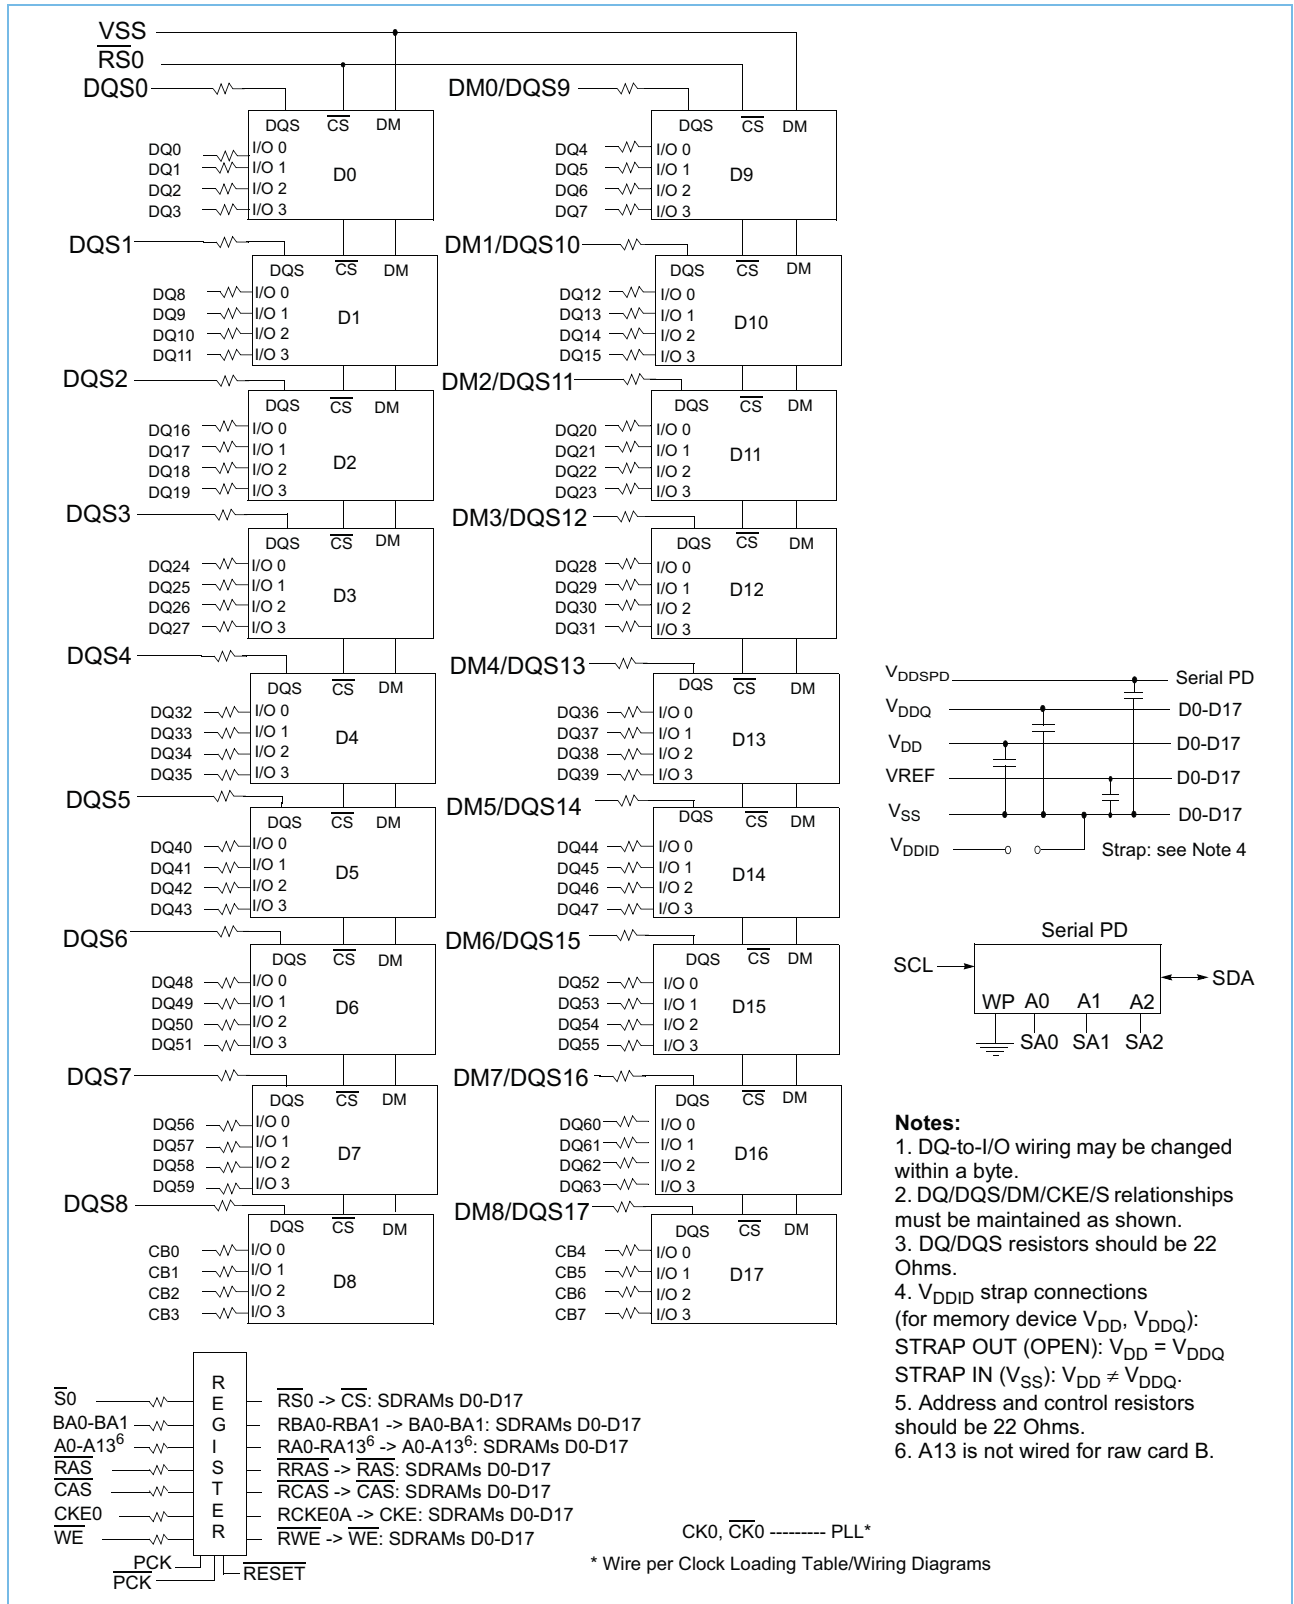 VSS
RS0
DQS0
DM0/DQS9
DQS CS DM
DQS CS DM
DQ0 I/O 0
DQ1 I/O 1
DQ2 I/O 2
DQ3 I/O 3
D0
DQ4 I/O 0
DQ5 I/O 1
DQ6 I/O 2
DQ7 I/O 3
D9
DQS1
DM1/DQS10
DQS CS DM
DQS CS DM
DQ8 I/O 0
DQ9 I/O 1
DQ10 I/O 2
DQ11 I/O 3
D1
DQ12 I/O 0
DQ13 I/O 1
DQ14 I/O 2
DQ15 I/O 3
D10
DQS2
DM2/DQS11
DQS CS DM
DQS CS DM
DQ16 I/O 0
DQ17 I/O 1
DQ18 I/O 2
DQ19 I/O 3
D2
DQ20 I/O 0
DQ21 I/O 1
DQ22 I/O 2
DQ23 I/O 3
D11
DQS3
DM3/DQS12
DQS CS DM
DQS CS DM
DQ24 I/O 0
DQ25 I/O 1
DQ26 I/O 2
DQ27 I/O 3
D3
DQ28 I/O 0
DQ29 I/O 1
DQ30 I/O 2
DQ31 I/O 3
D12
DQS4
DM4/DQS13
DQS CS DM
DQS CS DM
DQ32 I/O 0
DQ33 I/O 1
DQ34 I/O 2
DQ35 I/O 3
D4
DQ36 I/O 0
DQ37 I/O 1
DQ38 I/O 2
DQ39 I/O 3
D13
DQS5
DM5/DQS14
DQS CS DM
DQS CS DM
DQ40 I/O 0
DQ41 I/O 1
DQ42 I/O 2
DQ43 I/O 3
D5
DQ44 I/O 0
DQ45 I/O 1
DQ46 I/O 2
DQ47 I/O 3
D14
DQS6
DM6/DQS15
DQS CS DM
DQS CS DM
DQ48 I/O 0
DQ49 I/O 1
DQ50 I/O 2
DQ51 I/O 3
D6
DQ52 I/O 0
DQ53 I/O 1
DQ54 I/O 2
DQ55 I/O 3
D15
DQS7
DM7/DQS16
DQS CS DM
DQS CS DM
DQ56 I/O 0
DQ57 I/O 1
DQ58 I/O 2
DQ59 I/O 3
D7
DQ60 I/O 0
DQ61 I/O 1
DQ62 I/O 2
DQ63 I/O 3
D16
DQS8
DM8/DQS17
DQS CS DM
DQS CS DM
CB0 I/O 0
CB1 I/O 1
CB2 I/O 2
CB3 I/O 3
D8
CB4 I/O 0
CB5 I/O 1
CB6 I/O 2
CB7 I/O 3
D17
VDDSPD Serial PD
VDDQ D0-D17
VDD D0-D17
VREF D0-D17
VSS D0-D17
VDDID Strap: see Note 4
Serial PD
SCL
SDA
WP A0 A1 A2
SA0 SA1 SA2
Notes:
1. DQ-to-I/O wiring may be changed
within a byte.
2. DQ/DQS/DM/CKE/S relationships
must be maintained as shown.
3. DQ/DQS resistors should be 22
Ohms.
4. VDDID strap connections
(for memory device VDD, VDDQ):
STRAP OUT (OPEN): VDD = VDDQ
STRAP IN (VSS): VDD ≠ VDDQ.
5. Address and control resistors
should be 22 Ohms.
6. A13 is not wired for raw card B.
REGISTER
S0 RS0 -> CS: SDRAMs D0-D17
BA0-BA1 RBA0-RBA1 -> BA0-BA1: SDRAMs D0-D17
A0-A13⁶ RA0-RA13⁶ -> A0-A13⁶: SDRAMs D0-D17
RAS RRAS -> RAS: SDRAMs D0-D17
CAS RCAS -> CAS: SDRAMs D0-D17
CKE0 RCKE0A -> CKE: SDRAMs D0-D17
WE RWE -> WE: SDRAMs D0-D17
PCK
PCK
RESET
CK0, CK0 --------- PLL*
* Wire per Clock Loading Table/Wiring Diagrams